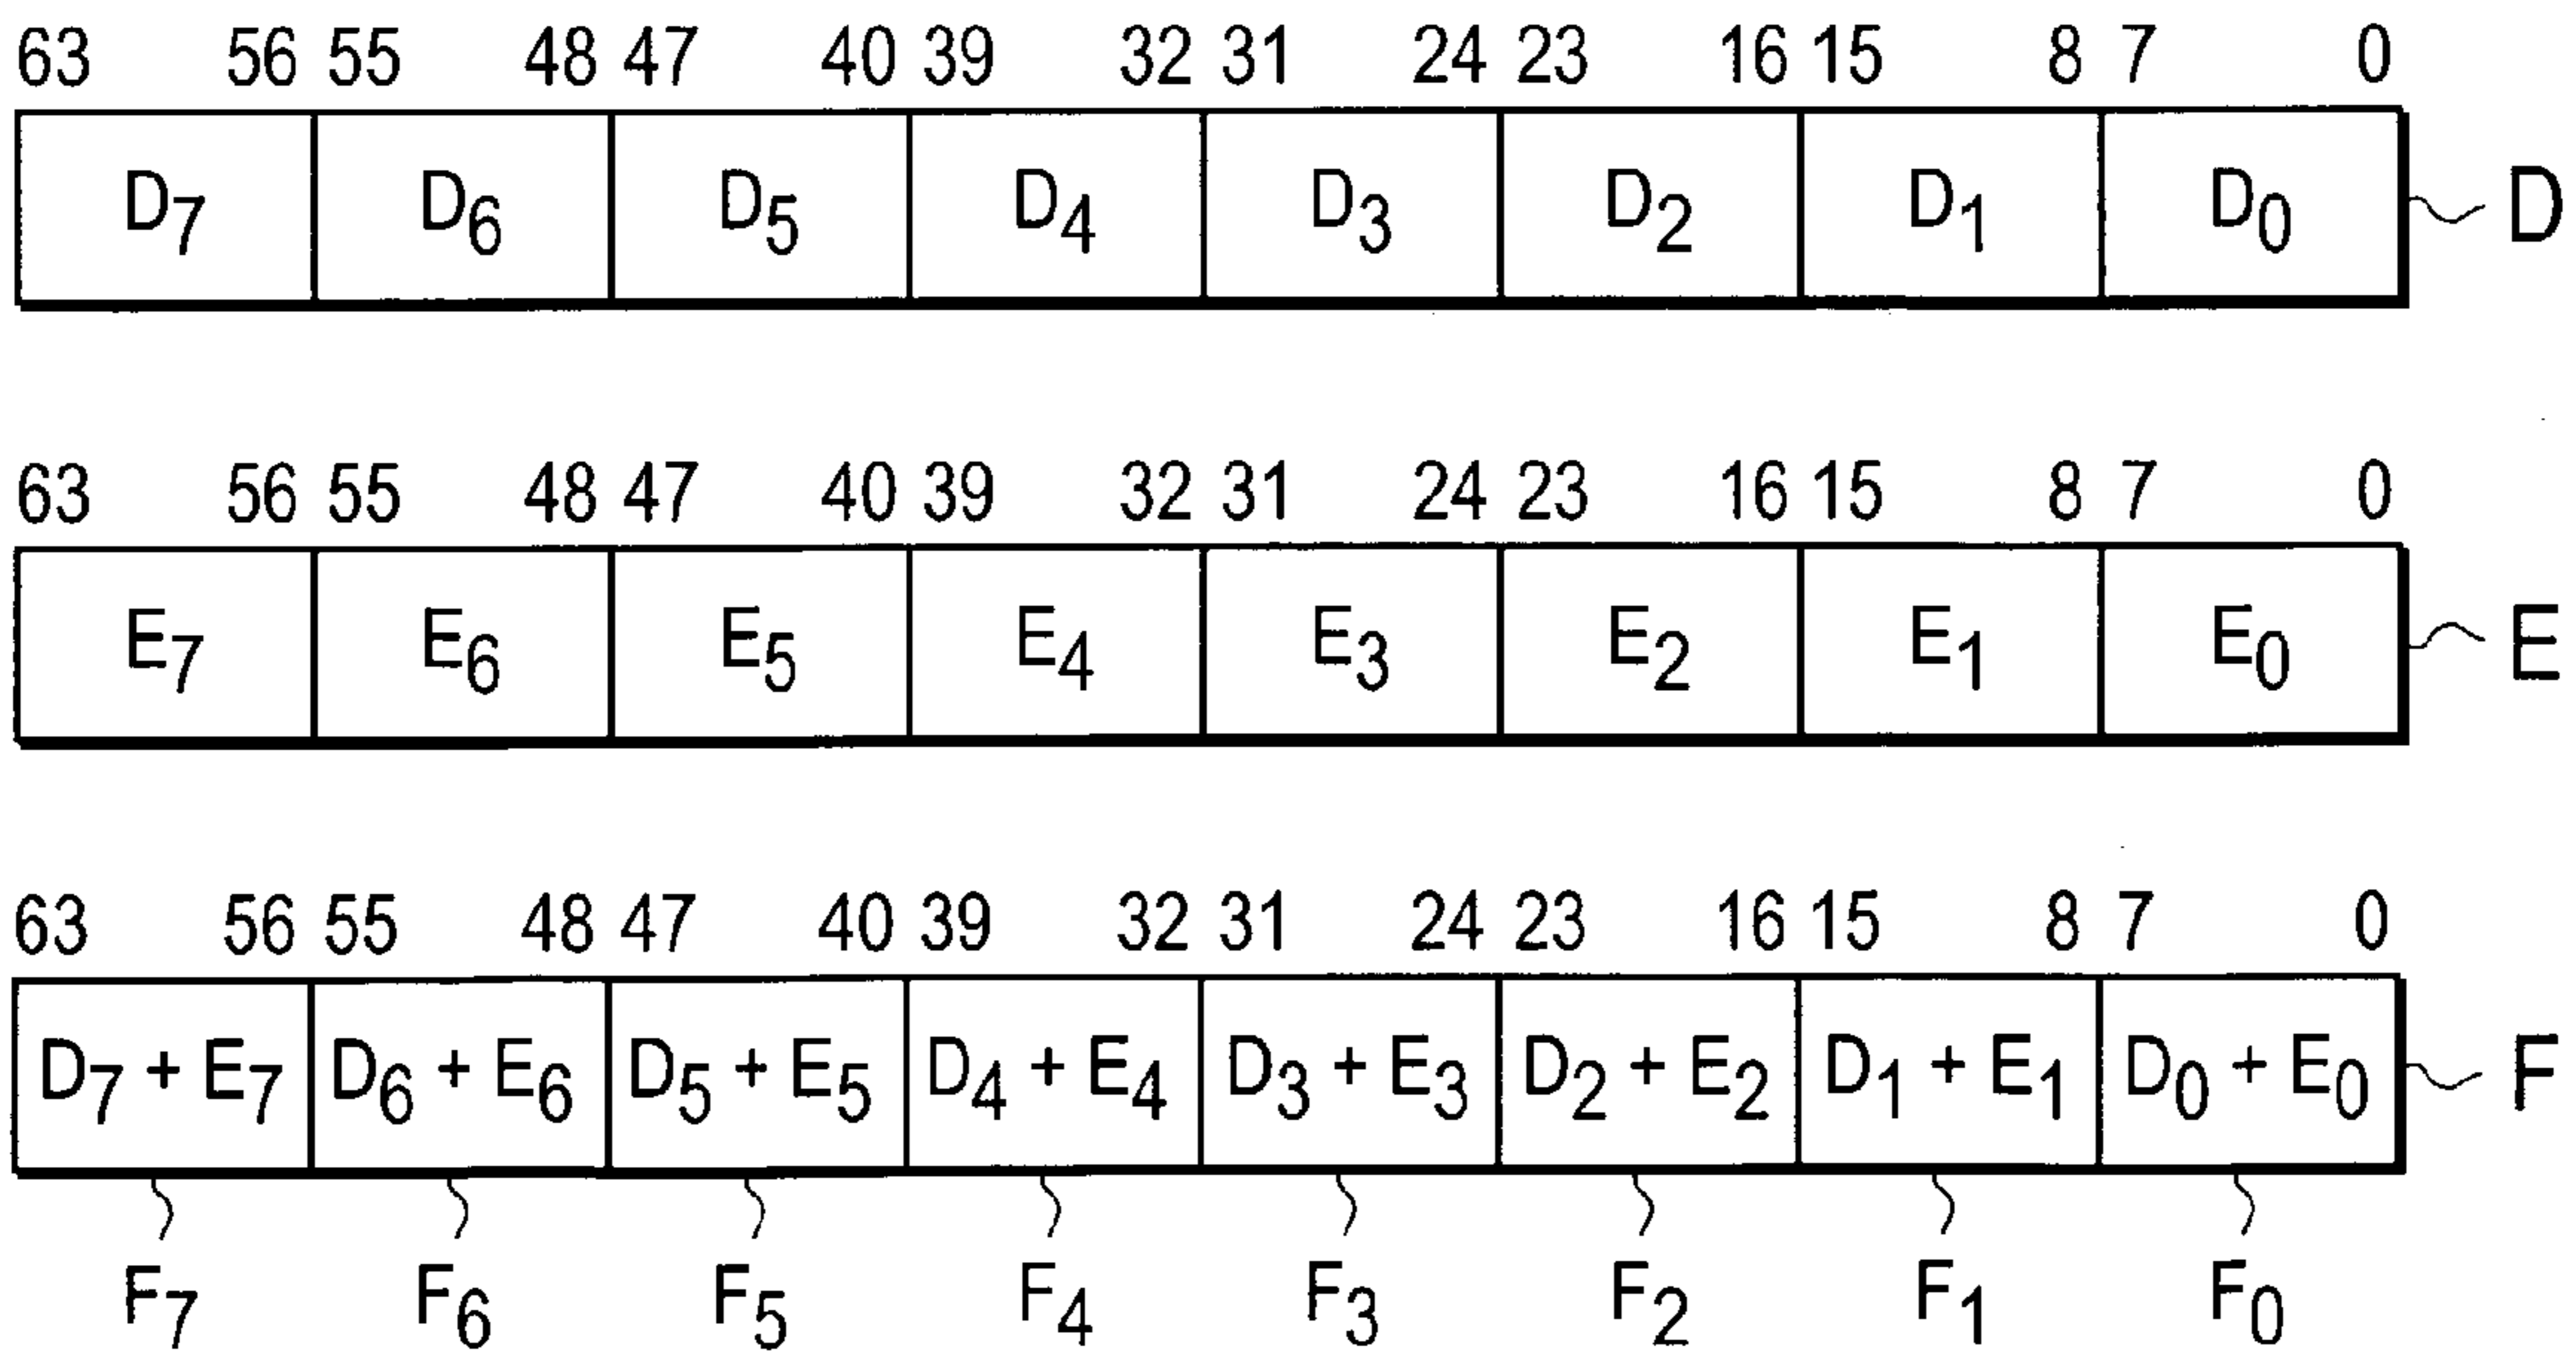 63 56 55 48 47 40 39 32 31 24 23 16 15 8 7 0
D7 D6 D5 D4 D3 D2 D1 D0 D
63 56 55 48 47 40 39 32 31 24 23 16 15 8 7 0
E7 E6 E5 E4 E3 E2 E1 E0 E
63 56 55 48 47 40 39 32 31 24 23 16 15 8 7 0
D7 + E7 D6 + E6 D5 + E5 D4 + E4 D3 + E3 D2 + E2 D1 + E1 D0 + E0 F
F7 F6 F5 F4 F3 F2 F1 F0